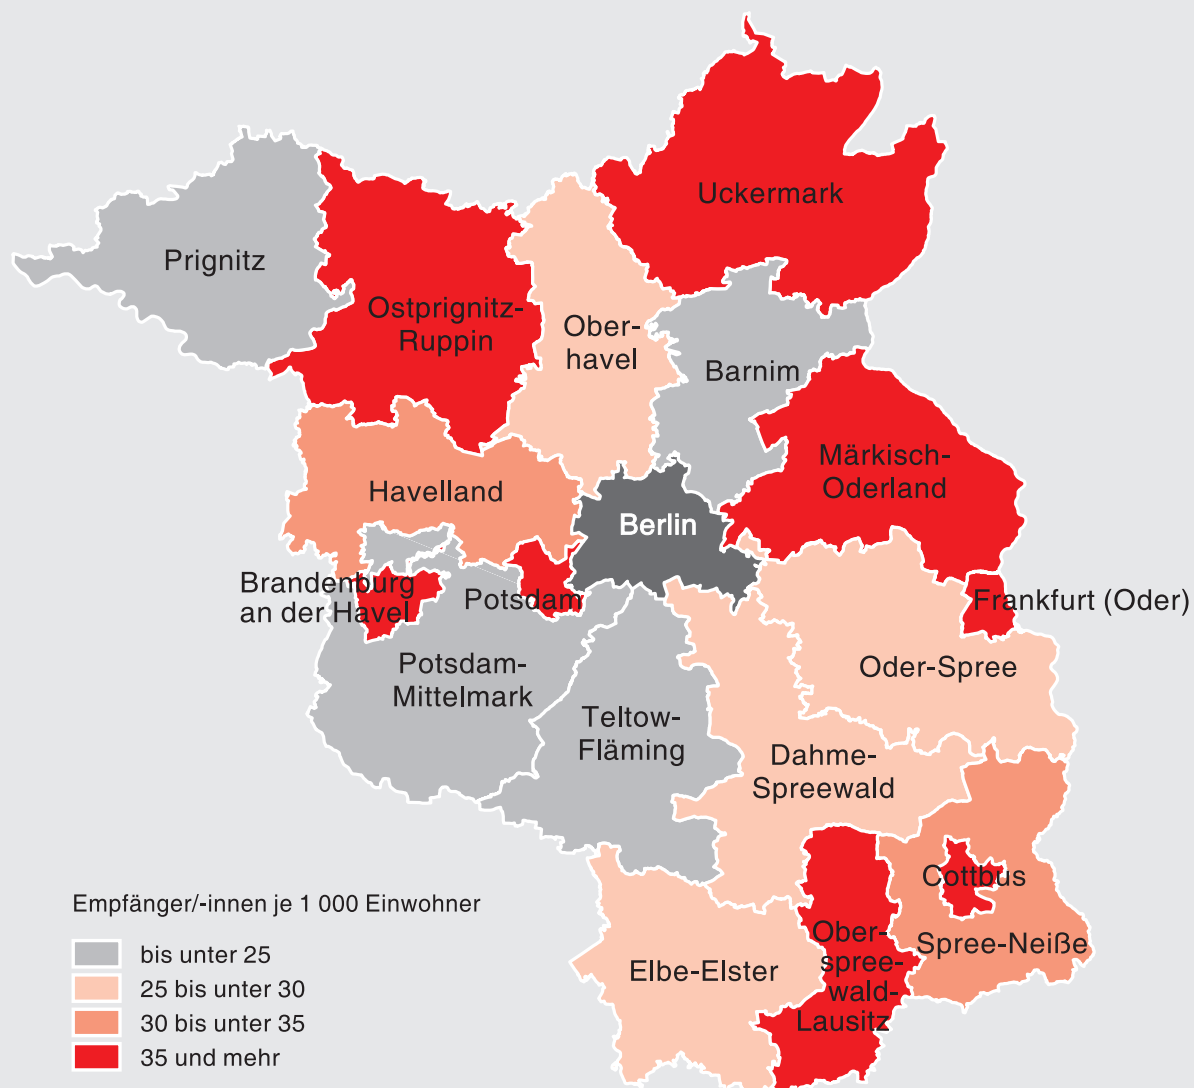 Uckermark
Prignitz
Ostprignitz-
Ruppin
Ober-
havel
Barnim
Märkisch-
Oderland
Havelland
Berlin
Brandenburg
an der Havel
Potsdam
Frankfurt (Oder)
Potsdam-
Mittelmark
Oder-Spree
Teltow-
Fläming
Dahme-
Spreewald
Cottbus
Spree-Neiße
Elbe-Elster
Ober-
spree-
wald-
Lausitz
Empfänger/-innen je 1 000 Einwohner
bis unter 25
25 bis unter 30
30 bis unter 35
35 und mehr